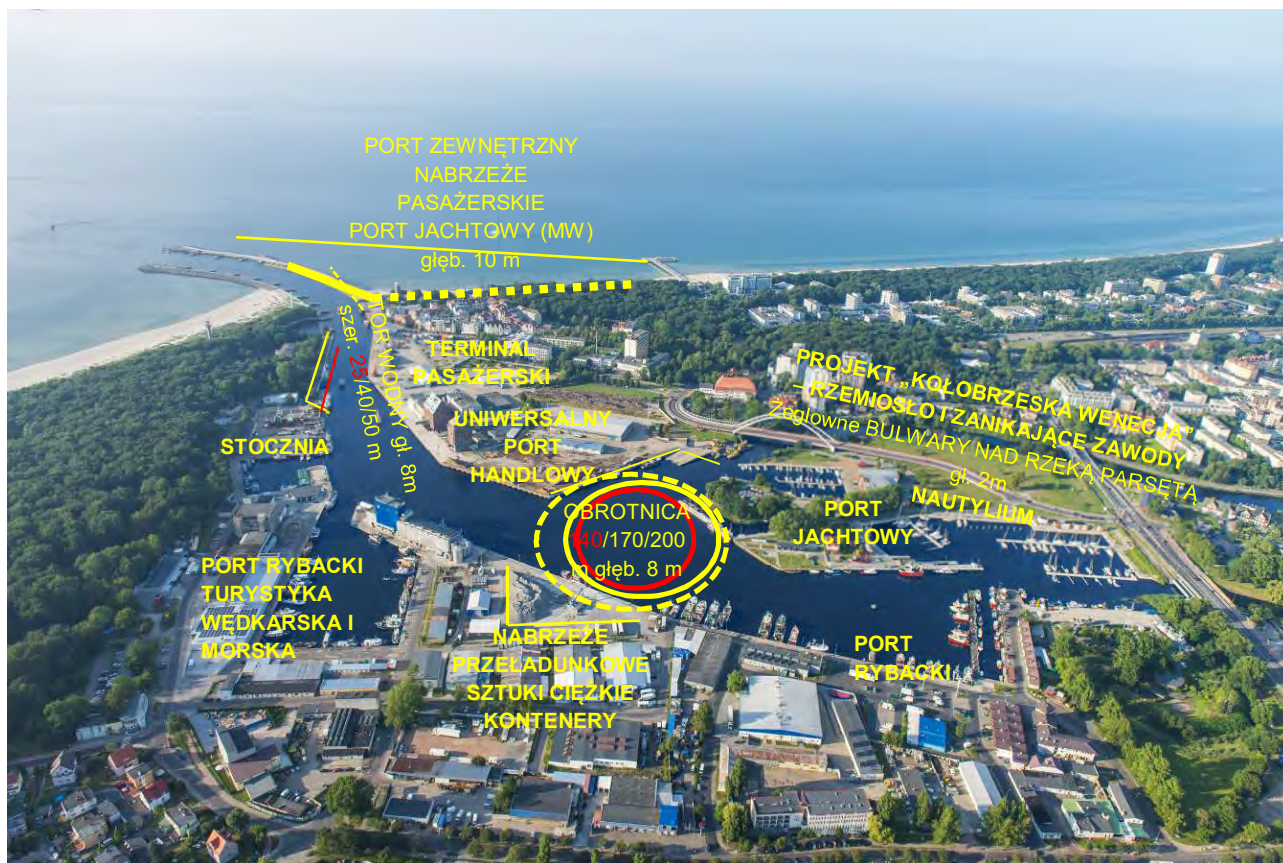 PORT ZEWNĘTRZNY
NABRZEŻE
PASAŻERSKIE
PORT JACHTOWY (MW)
głęb. 10 m
TOR WODNY gł. 8m
szer. 25/40/50 m
TERMINAL
PASAŻERSKI
UNIWERSALNY
PORT
HANDLOWY
STOCZNIA
PROJEKT „KOŁOBRZESKA WENECJA”
– RZEMIOSŁO I ZANIKAJĄCE ZAWODY
Żeglowne BULWARY NAD RZEKĄ PARSĘTĄ
gł. 2m
NAUTYLIUM
OBROTNICA
140/170/200
m głęb. 8 m
PORT
JACHTOWY
PORT RYBACKI
TURYSTYKA
WĘDKARSKA I
MORSKA
NABRZEŻE
PRZEŁADUNKOWE
SZTUKI CIĘŻKIE
KONTENERY
PORT
RYBACKI